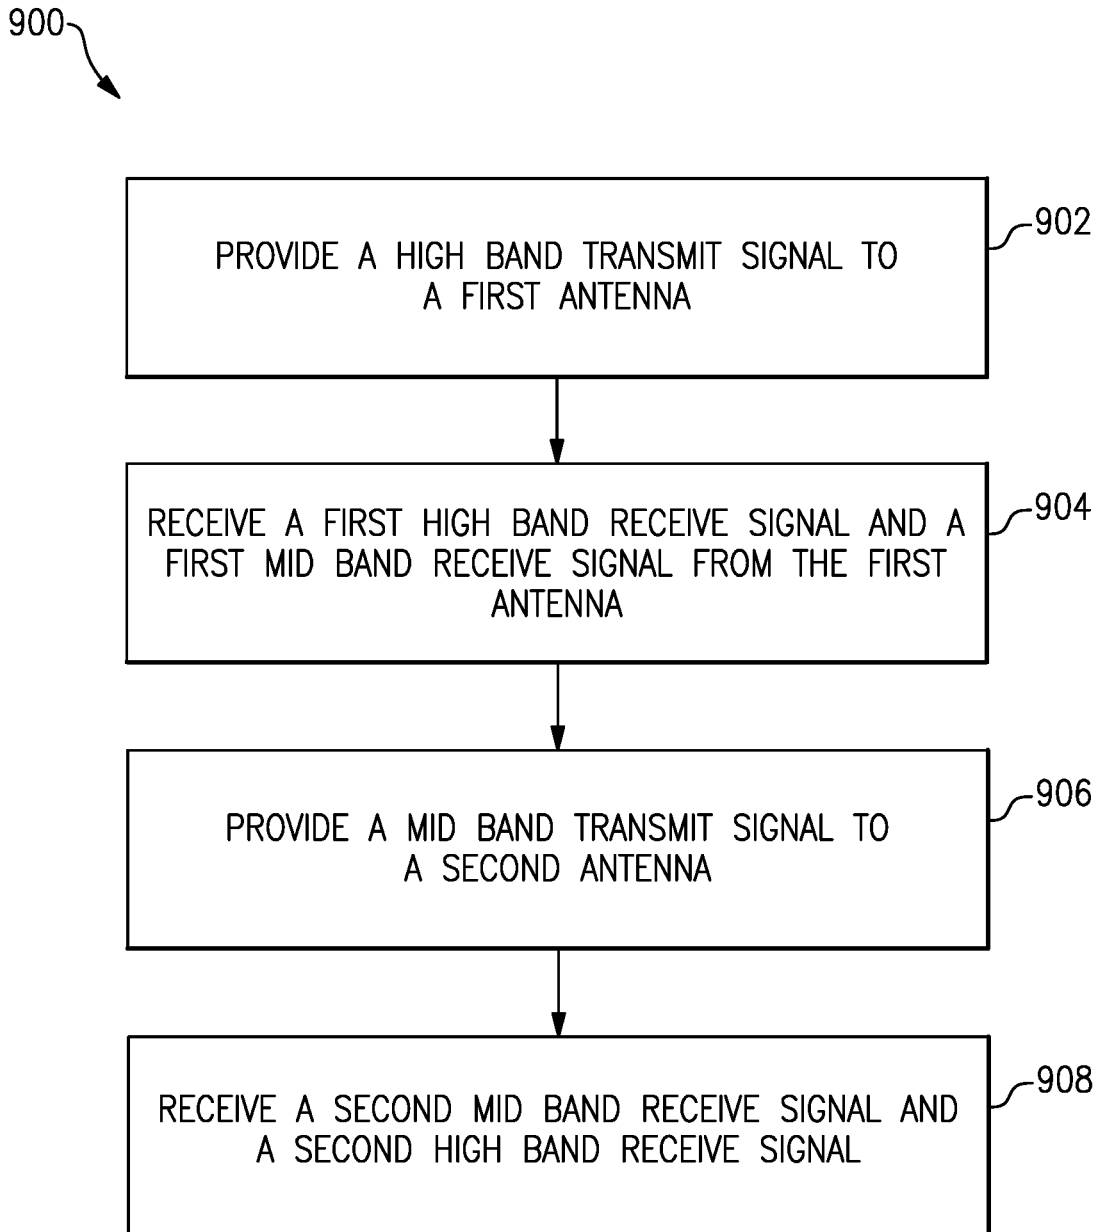 900
PROVIDE A HIGH BAND TRANSMIT SIGNAL TO
A FIRST ANTENNA
902
RECEIVE A FIRST HIGH BAND RECEIVE SIGNAL AND A
FIRST MID BAND RECEIVE SIGNAL FROM THE FIRST
ANTENNA
904
PROVIDE A MID BAND TRANSMIT SIGNAL TO
A SECOND ANTENNA
906
RECEIVE A SECOND MID BAND RECEIVE SIGNAL AND
A SECOND HIGH BAND RECEIVE SIGNAL
908